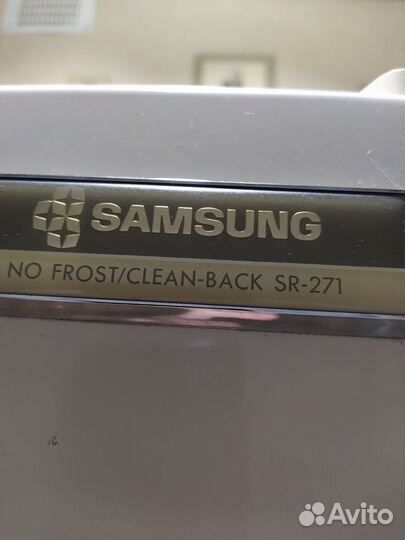 SAMSUNG
NO FROST/CLEAN-BACK SR-271
Avito